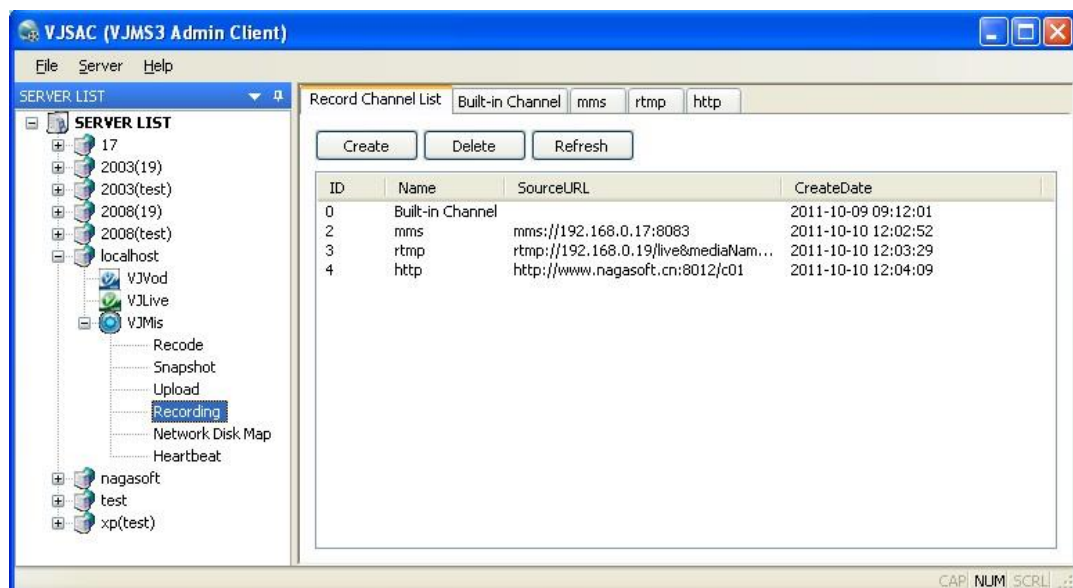 VJSAC (VJMS3 Admin Client)
File Server Help
SERVER LIST
SERVER LIST
17
2003(19)
2003(test)
2008(19)
2008(test)
localhost
VJVod
VJLive
VJMis
Recode
Snapshot
Upload
Recording
Network Disk Map
Heartbeat
nagasoft
test
xp(test)
Record Channel List Built-in Channel mms rtmp http
Create Delete Refresh
ID Name SourceURL CreateDate
0 Built-in Channel 2011-10-09 09:12:01
2 mms mms://192.168.0.17:8083 2011-10-10 12:02:52
3 rtmp rtmp://192.168.0.19/live&mediaNam... 2011-10-10 12:03:29
4 http http://www.nagasoft.cn:8012/c01 2011-10-10 12:04:09
CAP NUM SCRL